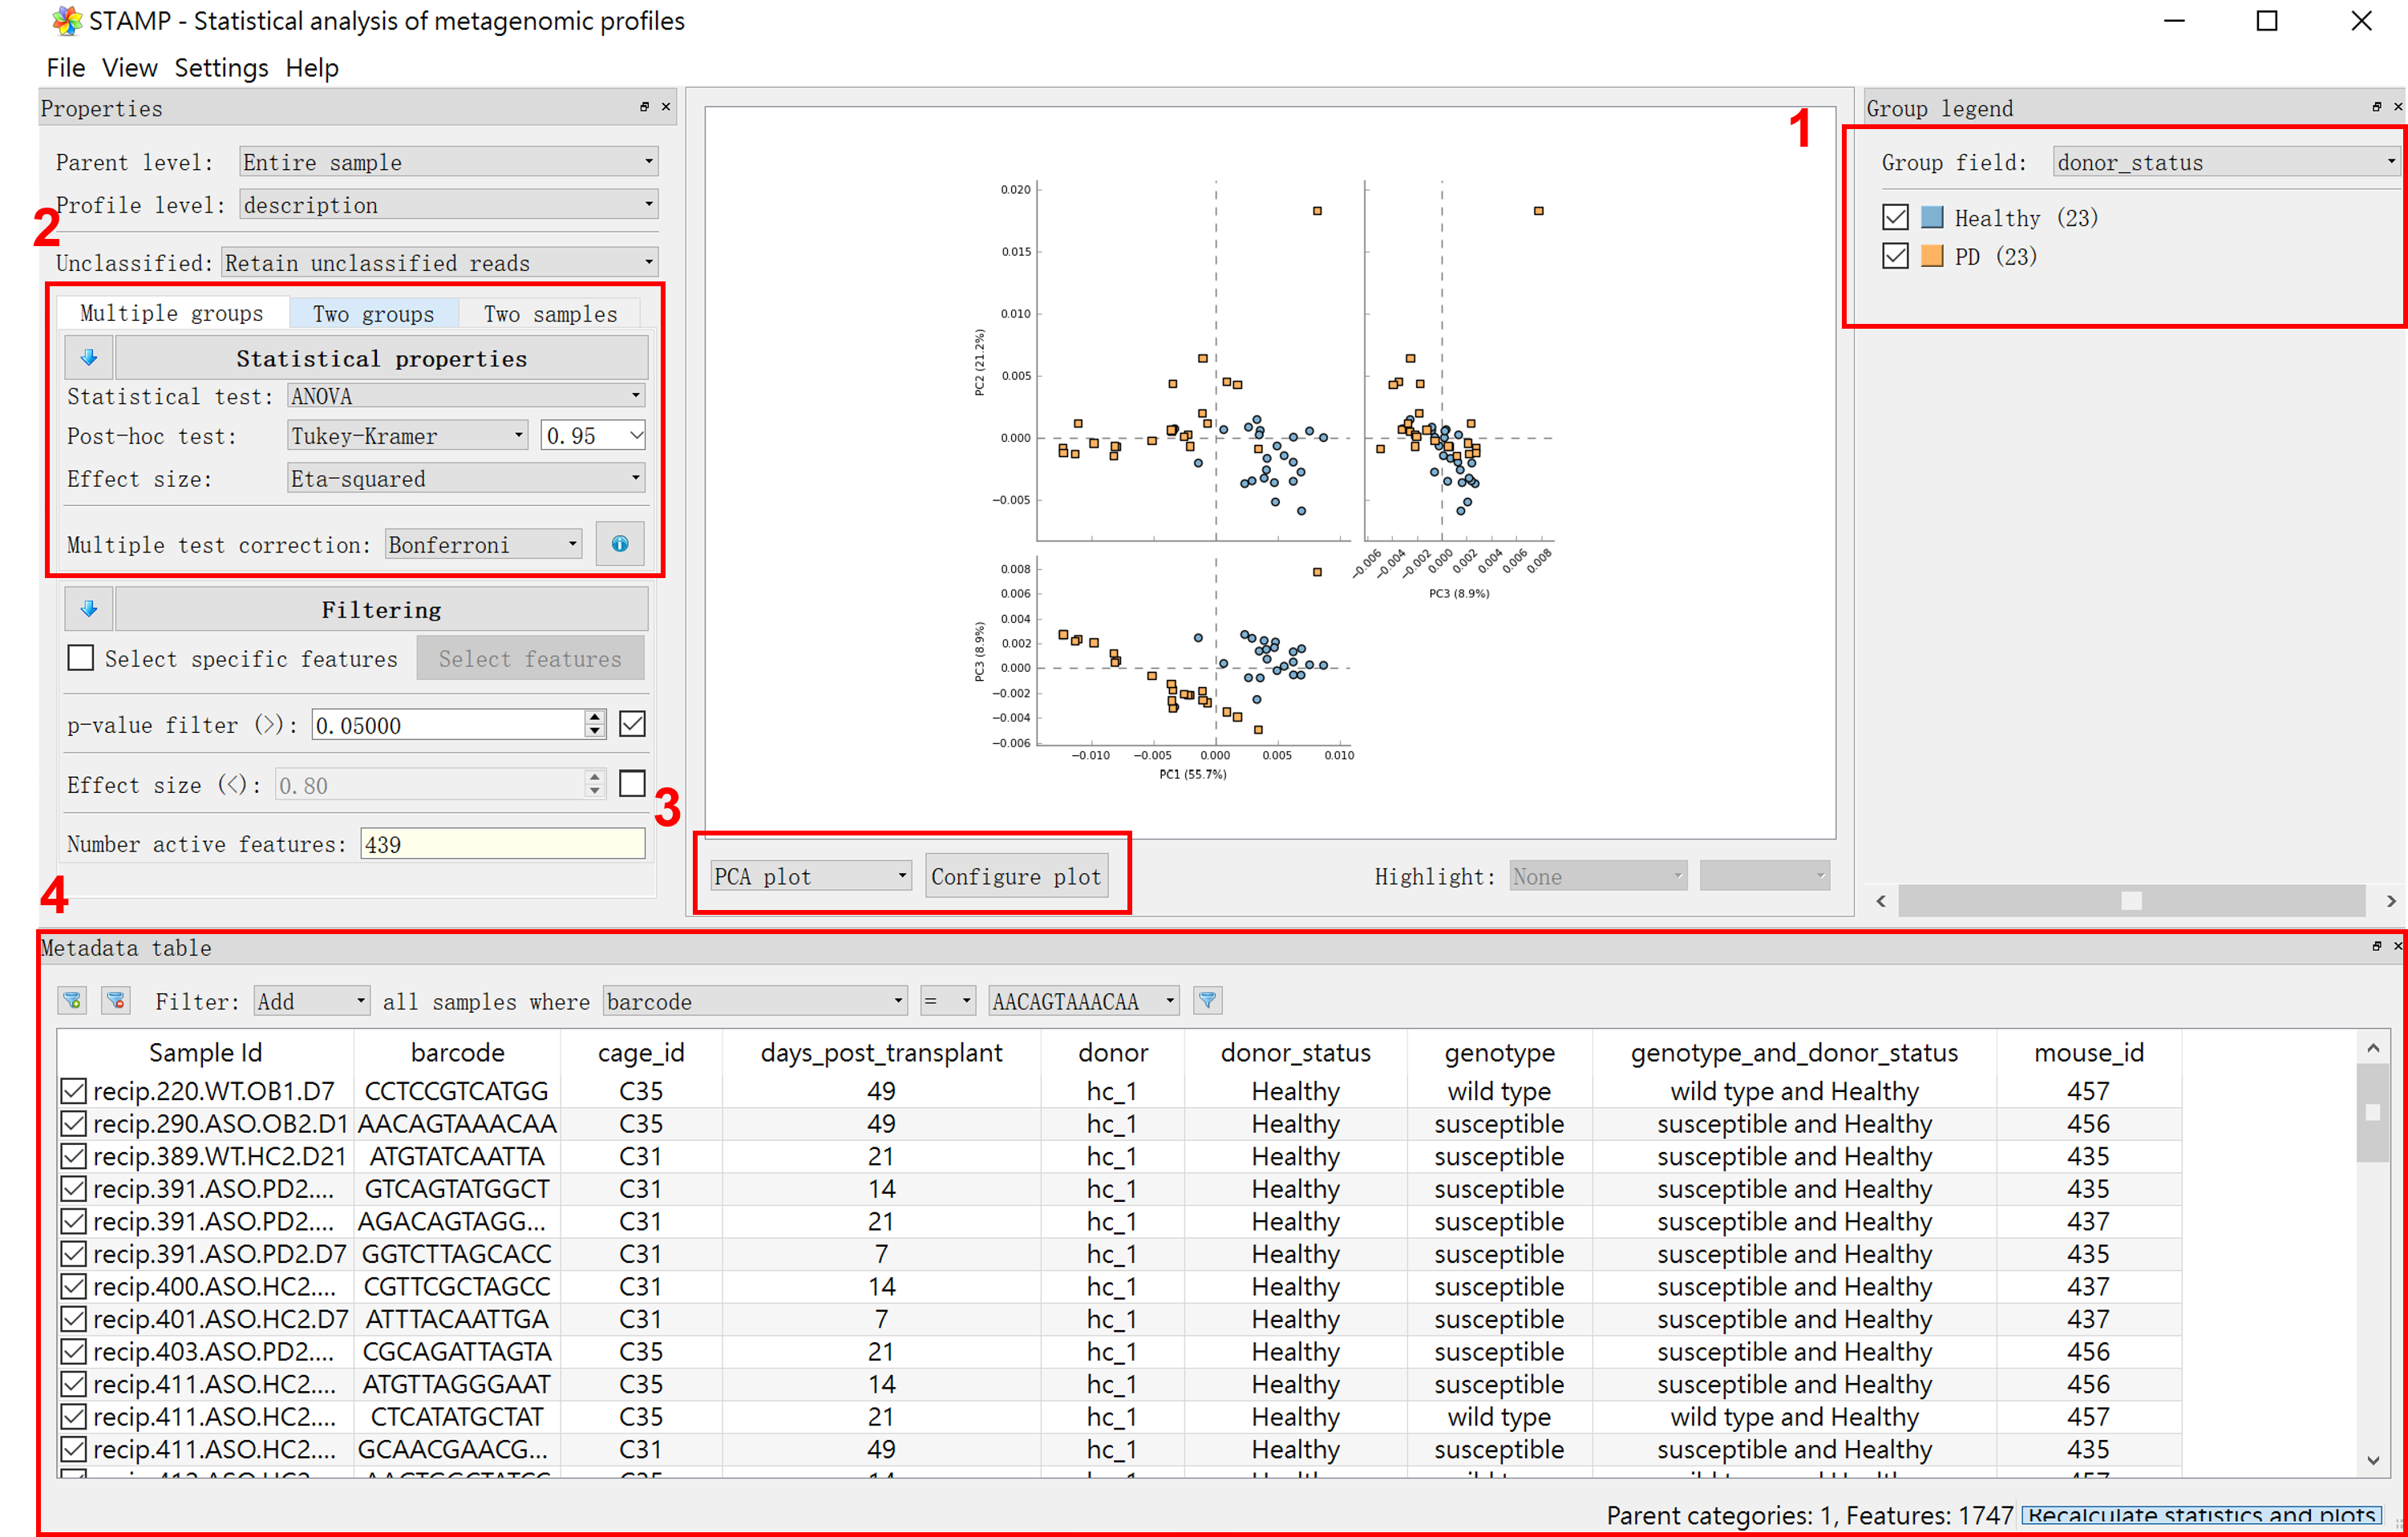 STAMP - Statistical analysis of metagenomic profiles
File View Settings Help
Properties
Parent level: Entire sample
Profile level: description
2
Unclassified: Retain unclassified reads
Multiple groups Two groups Two samples
Statistical properties
Statistical test: ANOVA
Post-hoc test: Tukey-Kramer 0.95
Effect size: Eta-squared
Multiple test correction: Bonferroni
Filtering
Select specific features Select features
p-value filter (>): 0.05000
Effect size (<): 0.80
3
Number active features: 439
4
1
0.020
0.015
0.010
0.005
0.000
−0.005
PC2 (21.2%)
−0.006 −0.004 −0.002 0.000 0.002 0.004 0.006 0.008
PC3 (8.9%)
0.008
0.006
0.004
0.002
0.000
−0.002
−0.004
−0.006
PC3 (8.9%)
−0.010 −0.005 0.000 0.005 0.010
PC1 (55.7%)
PCA plot Configure plot Highlight: None
Group legend
Group field: donor_status
Healthy (23)
PD (23)
Metadata table
Filter: Add all samples where barcode = AACAGTAAACAA
Sample Id barcode cage_id days_post_transplant donor donor_status genotype genotype_and_donor_status mouse_id
recip.220.WT.OB1.D7 CCTCCGTCATGG C35 49 hc_1 Healthy wild type wild type and Healthy 457
recip.290.ASO.OB2.D1 AACAGTAAACAA C35 49 hc_1 Healthy susceptible susceptible and Healthy 456
recip.389.WT.HC2.D21 ATGTATCAATTA C31 21 hc_1 Healthy susceptible susceptible and Healthy 435
recip.391.ASO.PD2.... GTCAGTATGGCT C31 14 hc_1 Healthy susceptible susceptible and Healthy 435
recip.391.ASO.PD2.... AGACAGTAGG... C31 21 hc_1 Healthy susceptible susceptible and Healthy 437
recip.391.ASO.PD2.D7 GGTCTTAGCACC C31 7 hc_1 Healthy susceptible susceptible and Healthy 435
recip.400.ASO.HC2.... CGTTCGCTAGCC C31 14 hc_1 Healthy susceptible susceptible and Healthy 437
recip.401.ASO.HC2.D7 ATTTACAATTGA C31 7 hc_1 Healthy susceptible susceptible and Healthy 437
recip.403.ASO.PD2.... CGCAGATTAGTA C35 21 hc_1 Healthy susceptible susceptible and Healthy 456
recip.411.ASO.HC2.... ATGTTAGGGAAT C35 14 hc_1 Healthy susceptible susceptible and Healthy 456
recip.411.ASO.HC2.... CTCATATGCTAT C35 21 hc_1 Healthy wild type wild type and Healthy 457
recip.411.ASO.HC2.... GCAACGAACG... C31 49 hc_1 Healthy susceptible susceptible and Healthy 435
Parent categories: 1, Features: 1747 Recalculate statistics and plots